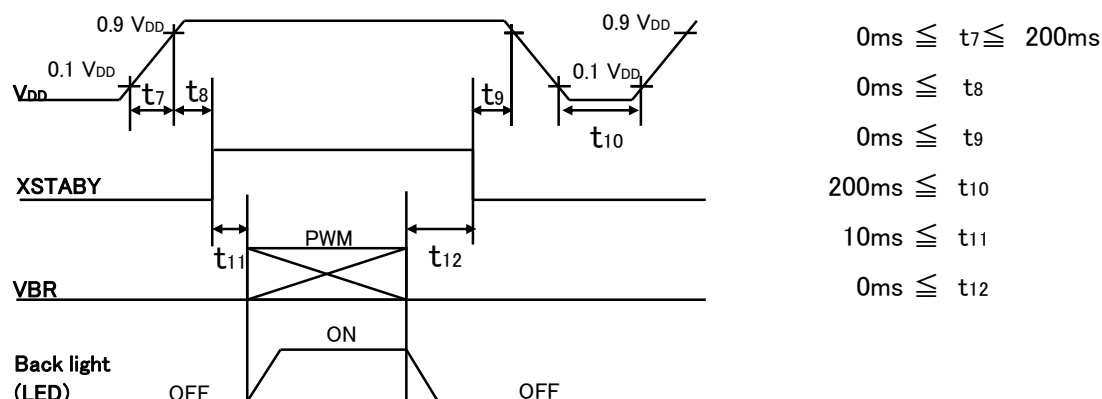 0.9 VDD
0.9 VDD
0.1 VDD
0.1 VDD
VDD
t7
t8
t9
t10
XSTABY
PWM
t11
t12
VBR
ON
Back light
(LED)
OFF
OFF
0ms ≦ t7≦ 200ms
0ms ≦ t8
0ms ≦ t9
200ms ≦ t10
10ms ≦ t11
0ms ≦ t12